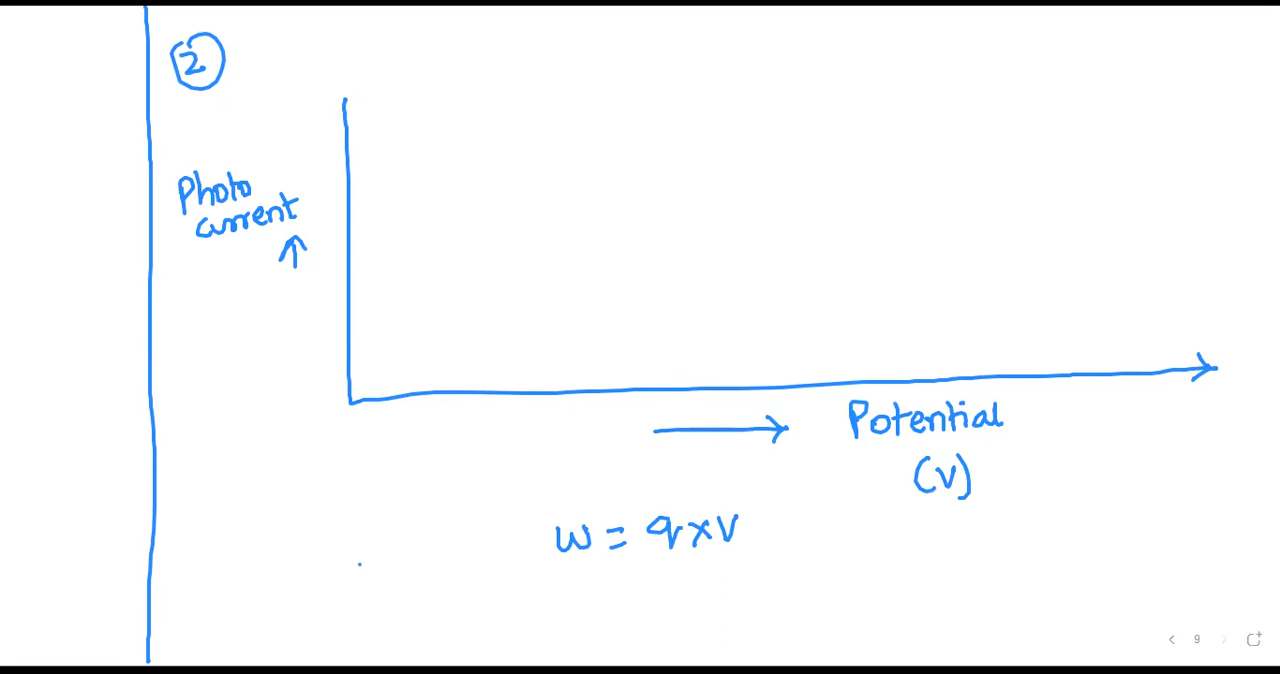 2
Photo
current
↑
→ Potential
(V)
W = q×V
9